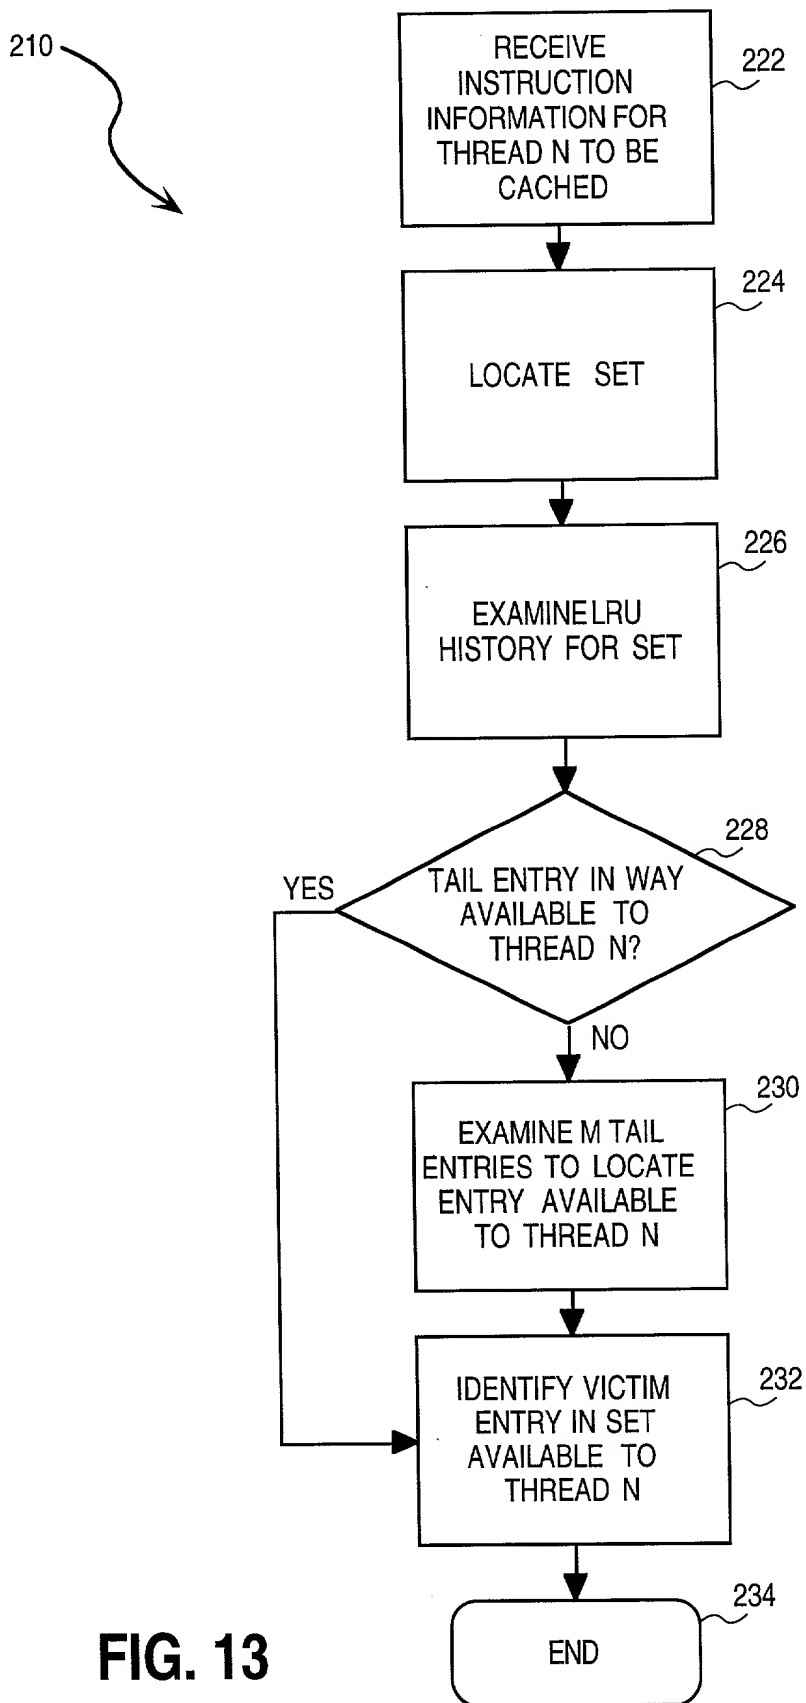 210
RECEIVE
INSTRUCTION
INFORMATION FOR
THREAD N TO BE
CACHED
222
224
LOCATE SET
226
EXAMINE LRU
HISTORY FOR SET
228
YES
TAIL ENTRY IN WAY
AVAILABLE TO
THREAD N?
NO
230
EXAMINE M TAIL
ENTRIES TO LOCATE
ENTRY AVAILABLE
TO THREAD N
232
IDENTIFY VICTIM
ENTRY IN SET
AVAILABLE TO
THREAD N
234
END
FIG. 13